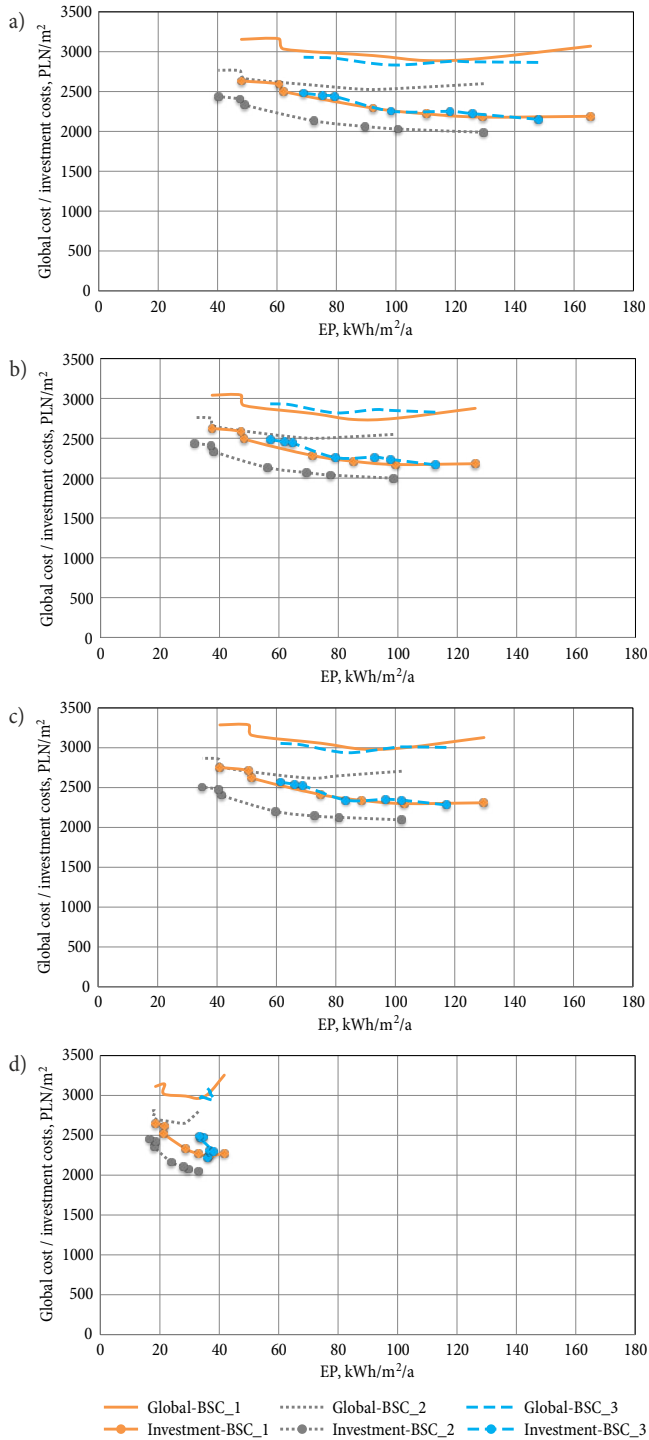 a)
Global cost / investment costs, PLN/m²
3500
3000
2500
2000
1500
1000
500
0
0 20 40 60 80 100 120 140 160 180
EP, kWh/m²/a
b)
Global cost / investment costs, PLN/m²
3500
3000
2500
2000
1500
1000
500
0
0 20 40 60 80 100 120 140 160 180
EP, kWh/m²/a
c)
Global cost / investment costs, PLN/m²
3500
3000
2500
2000
1500
1000
500
0
0 20 40 60 80 100 120 140 160 180
EP, kWh/m²/a
d)
Global cost / investment costs, PLN/m²
3500
3000
2500
2000
1500
1000
500
0
0 20 40 60 80 100 120 140 160 180
EP, kWh/m²/a
Global-BSC_1 Global-BSC_2 Global-BSC_3
Investment-BSC_1 Investment-BSC_2 Investment-BSC_3